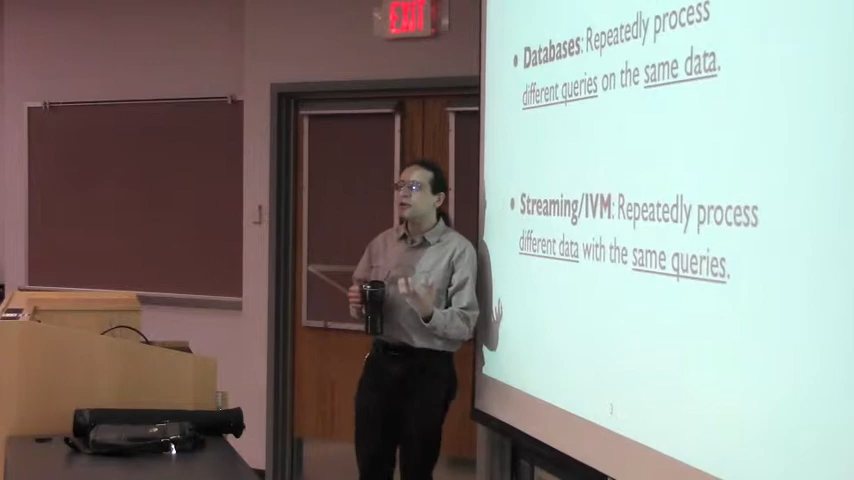 EXIT
• Databases: Repeatedly process
different queries on the same data.
• Streaming/IVM: Repeatedly process
different data with the same queries.
3